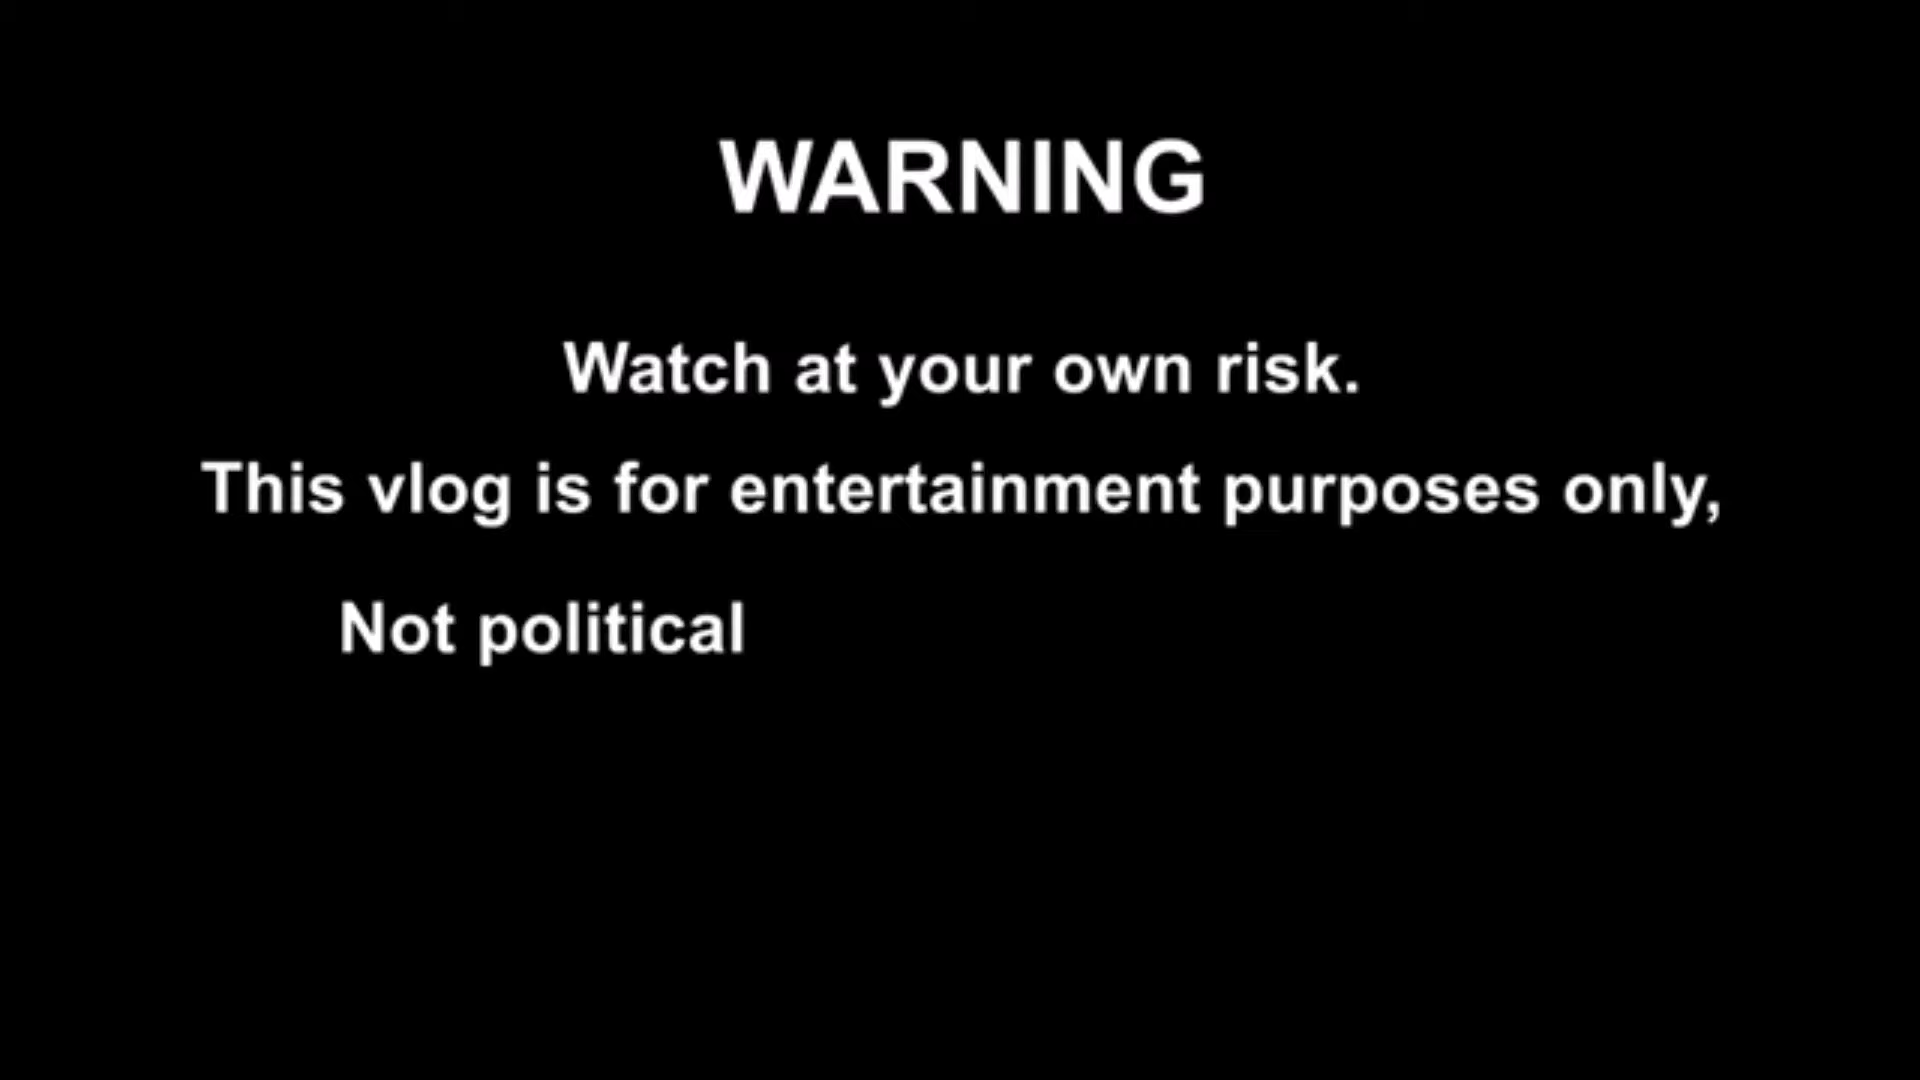 WARNING
Watch at your own risk.
This vlog is for entertainment purposes only,
Not political